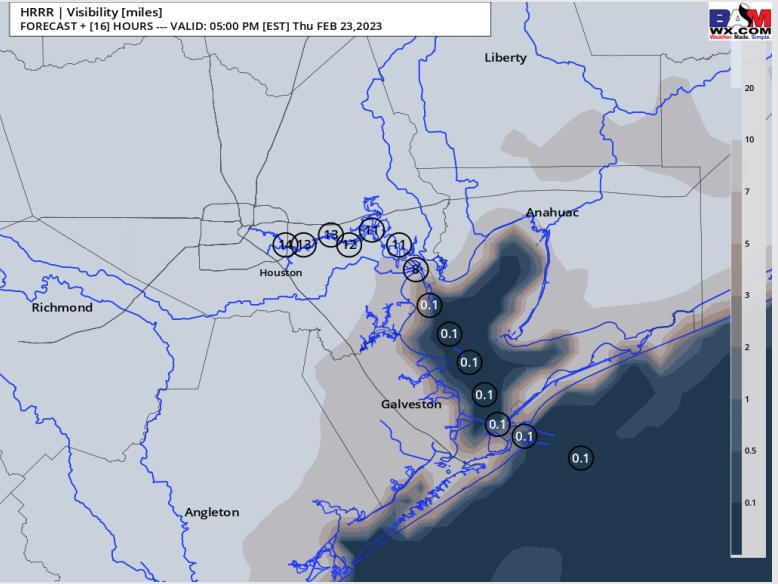 HRRR | Visibility [miles]
FORECAST + [16] HOURS --- VALID: 05:00 PM [EST] Thu FEB 23,2023
BAM
WX.COM
Weather. Made. Simple.
Liberty
20
10
7
Anahuac
11
13
14
13
12
11
5
8
Houston
3
0.1
Richmond
0.1
2
0.1
0.1
1
Galveston
0.1
0.1
0.5
0.1
0.1
Angleton